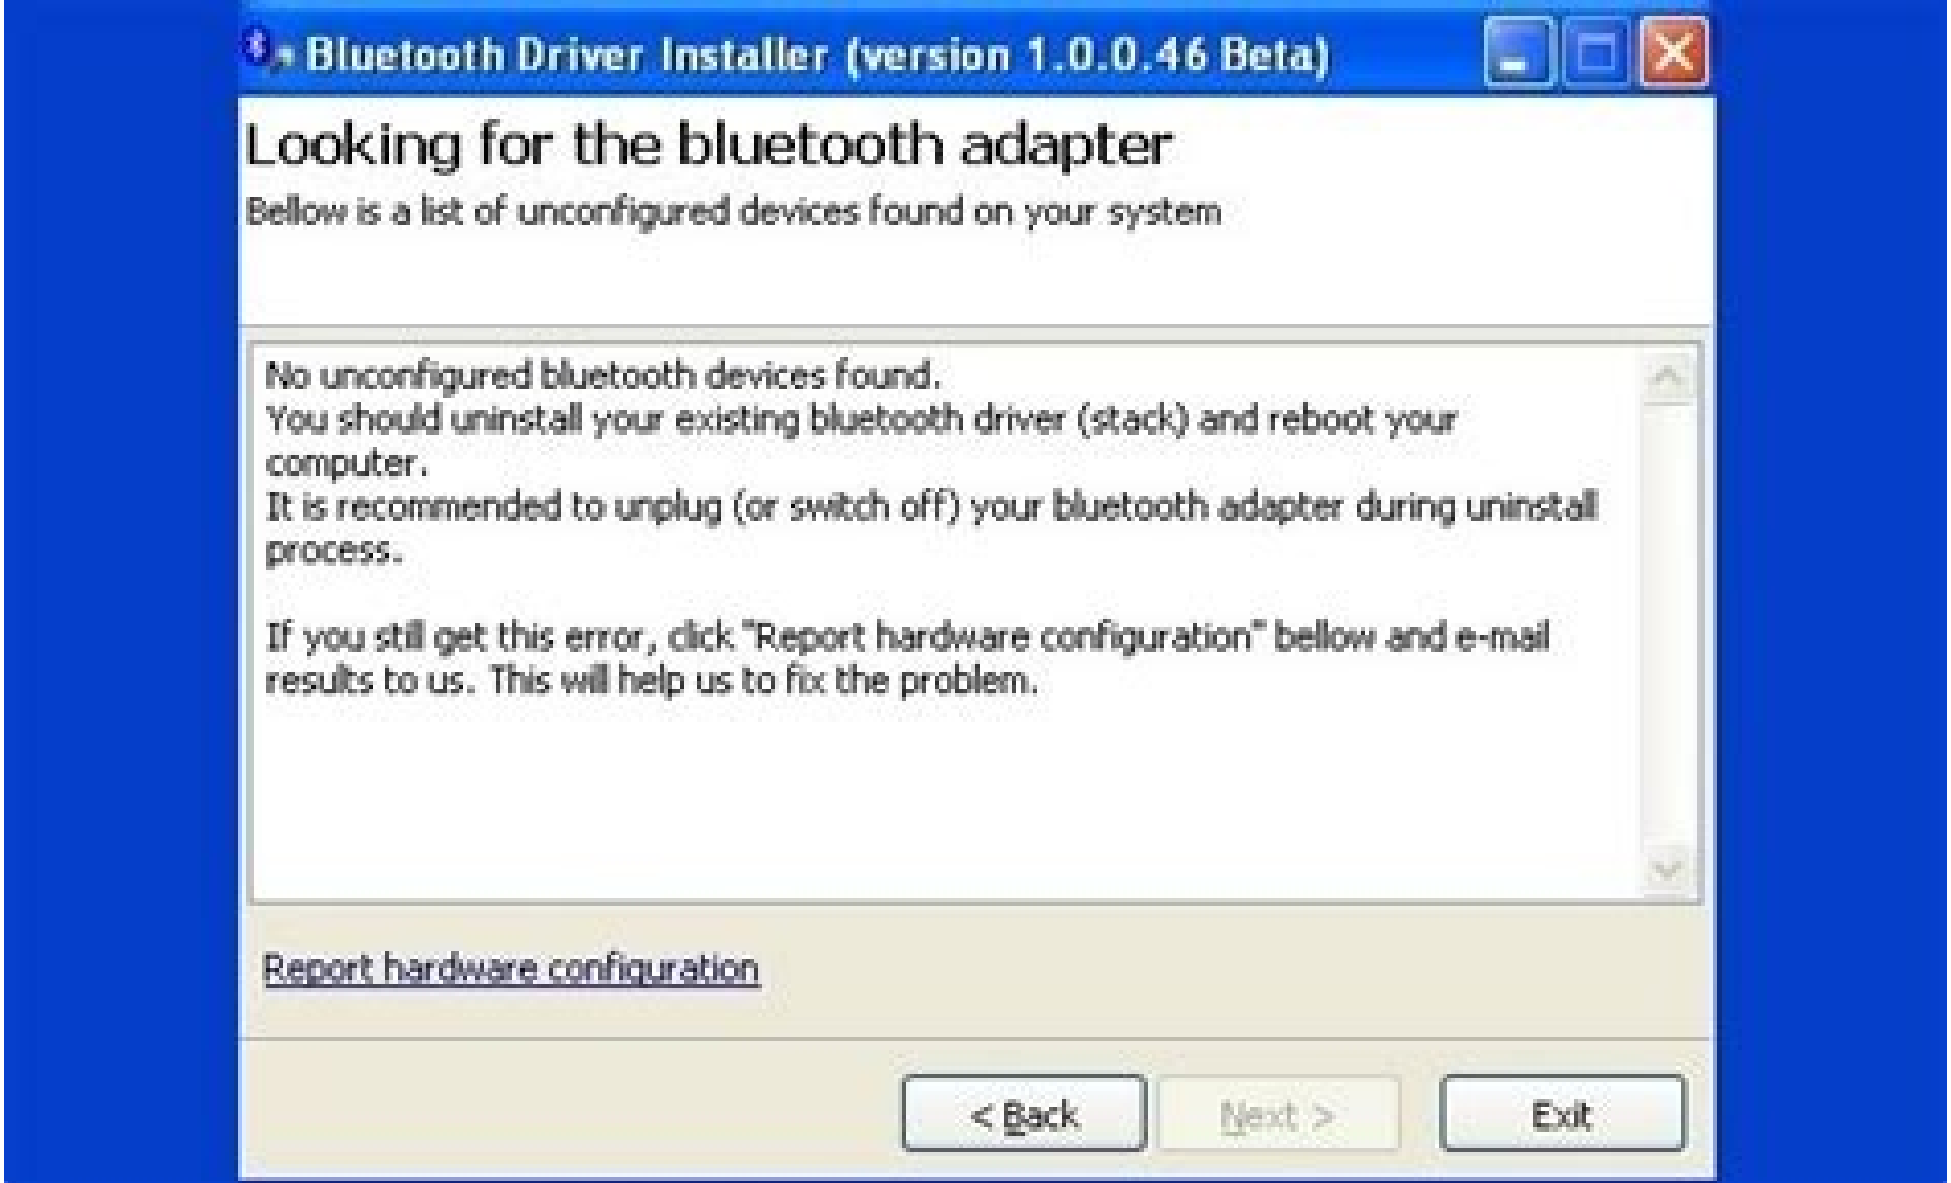 Bluetooth Driver Installer (version 1.0.0.46 Beta)
Looking for the bluetooth adapter
Bellow is a list of unconfigured devices found on your system
No unconfigured bluetooth devices found.
You should uninstall your existing bluetooth driver (stack) and reboot your
computer.
It is recommended to unplug (or switch off) your bluetooth adapter during uninstall
process.
If you still get this error, click "Report hardware configuration" bellow and e-mail
results to us. This will help us to fix the problem.
Report hardware configuration
< Back
Next >
Exit